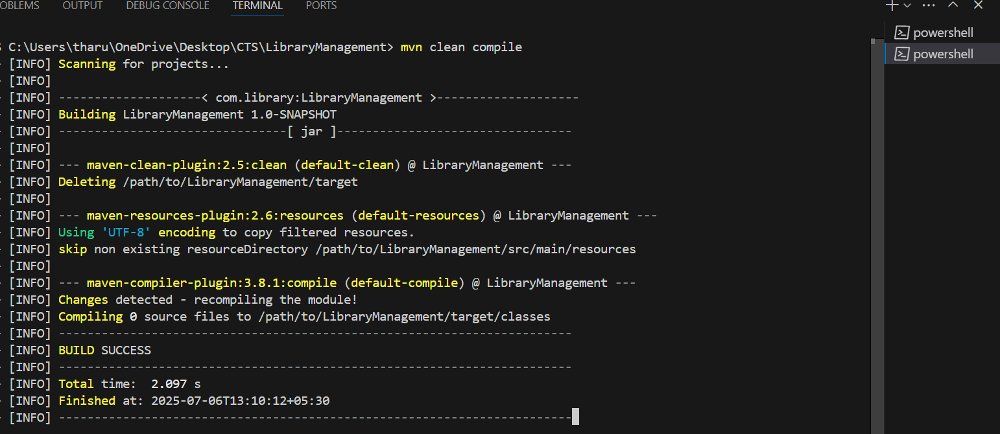 OBLEMS OUTPUT DEBUG CONSOLE TERMINAL PORTS
powershell
powershell
C:\Users\tharu\OneDrive\Desktop\CTS\LibraryManagement> mvn clean compile
[INFO] Scanning for projects...
[INFO]
[INFO] --------------------< com.library:LibraryManagement >--------------------
[INFO] Building LibraryManagement 1.0-SNAPSHOT
[INFO] --------------------------------[ jar ]---------------------------------
[INFO]
[INFO] --- maven-clean-plugin:2.5:clean (default-clean) @ LibraryManagement ---
[INFO] Deleting /path/to/LibraryManagement/target
[INFO]
[INFO] --- maven-resources-plugin:2.6:resources (default-resources) @ LibraryManagement ---
[INFO] Using 'UTF-8' encoding to copy filtered resources.
[INFO] skip non existing resourceDirectory /path/to/LibraryManagement/src/main/resources
[INFO]
[INFO] --- maven-compiler-plugin:3.8.1:compile (default-compile) @ LibraryManagement ---
[INFO] Changes detected - recompiling the module!
[INFO] Compiling 0 source files to /path/to/LibraryManagement/target/classes
[INFO] ------------------------------------------------------------------------
[INFO] BUILD SUCCESS
[INFO] ------------------------------------------------------------------------
[INFO] Total time:  2.097 s
[INFO] Finished at: 2025-07-06T13:10:12+05:30
[INFO] ------------------------------------------------------------------------